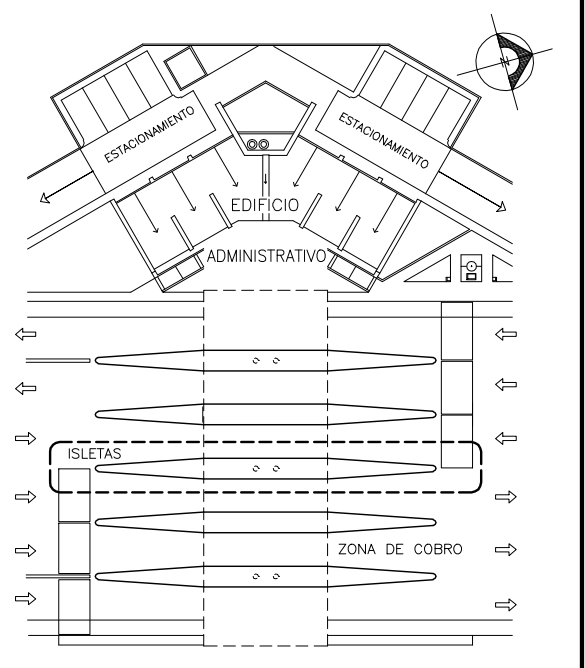 N
ESTACIONAMIENTO
ESTACIONAMIENTO
EDIFICIO
ADMINISTRATIVO
ISLETAS
ZONA DE COBRO